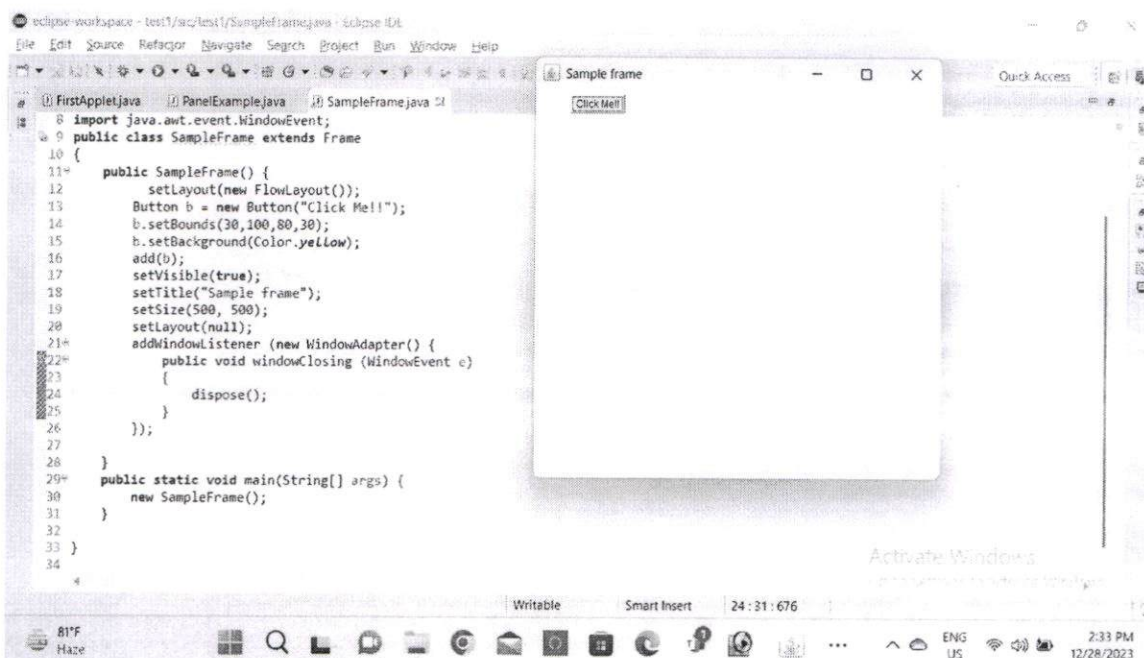 eclipse-workspace - test1/src/test1/SampleFrame.java - Eclipse IDE
File Edit Source Refactor Navigate Search Project Run Window Help
Quick Access
FirstApplet.java PanelExample.java SampleFrame.java
8 import java.awt.event.WindowEvent;
9 public class SampleFrame extends Frame
10 {
11 public SampleFrame() {
12 setLayout(new FlowLayout());
13 Button b = new Button("Click Me!!");
14 b.setBounds(30,100,80,30);
15 b.setBackground(Color.yellow);
16 add(b);
17 setVisible(true);
18 setTitle("Sample frame");
19 setSize(500, 500);
20 setLayout(null);
21 addWindowListener (new WindowAdapter() {
22 public void windowClosing (WindowEvent e)
23 {
24 dispose();
25 }
26 });
27
28 }
29 public static void main(String[] args) {
30 new SampleFrame();
31 }
32
33 }
34
Sample frame
Click Me!!
Activate Windows
Writable Smart Insert 24 : 31 : 676
81°F
Haze
ENG
US
2:33 PM
12/28/2023